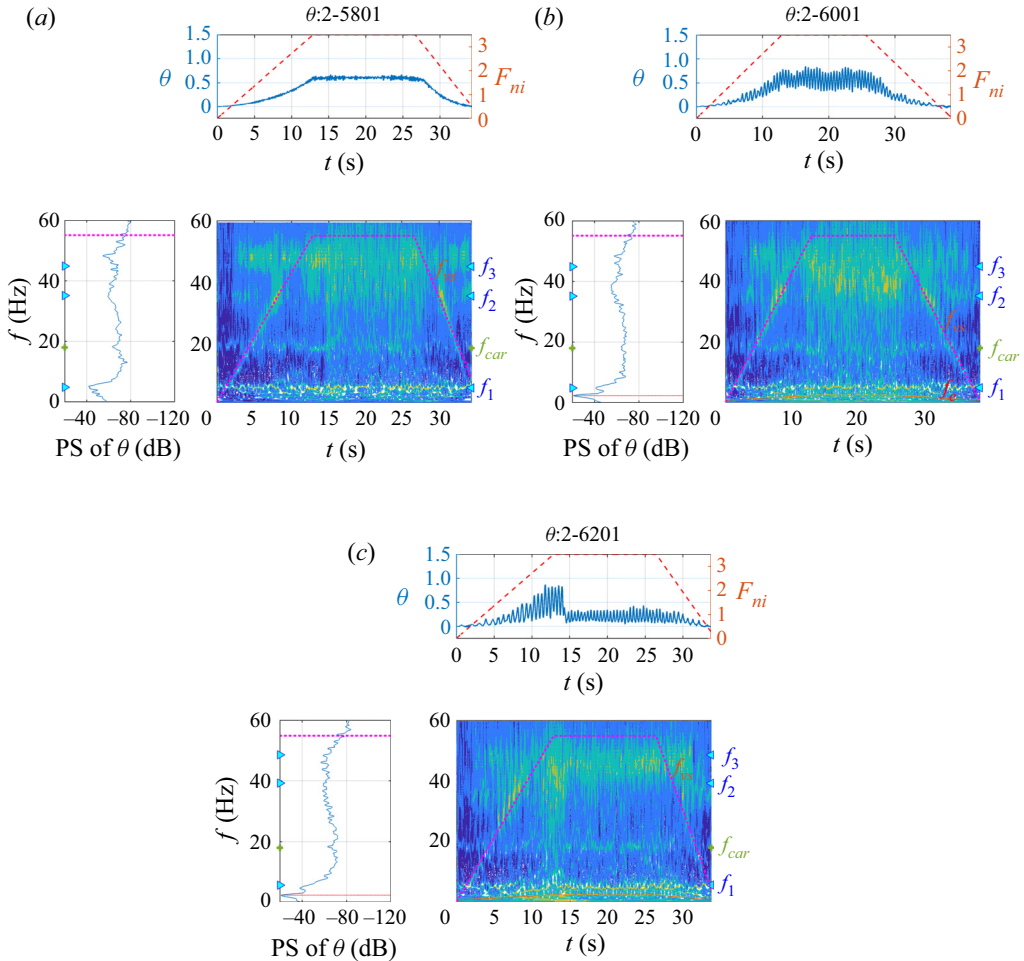 (a)
θ:2-5801
1.5
1.0
0.5
0
θ
3
2
1
0
F_ni
0 5 10 15 20 25 30
t (s)
60
40
20
0
f (Hz)
−40 −80 −120
PS of θ (dB)
60
40
20
0
0 5 10 15 20 25 30
t (s)
f_3
f_2
f_car
f_1
(b)
θ:2-6001
1.5
1.0
0.5
0
θ
3
2
1
0
F_ni
0 10 20 30
t (s)
60
40
20
0
f (Hz)
−40 −80 −120
PS of θ (dB)
60
40
20
0
0 10 20 30
t (s)
f_3
f_2
f_car
f_1
f_e
(c)
θ:2-6201
1.5
1.0
0.5
0
θ
3
2
1
0
F_ni
0 5 10 15 20 25 30
t (s)
60
40
20
0
f (Hz)
−40 −80 −120
PS of θ (dB)
60
40
20
0
0 5 10 15 20 25 30
t (s)
f_3
f_2
f_car
f_1